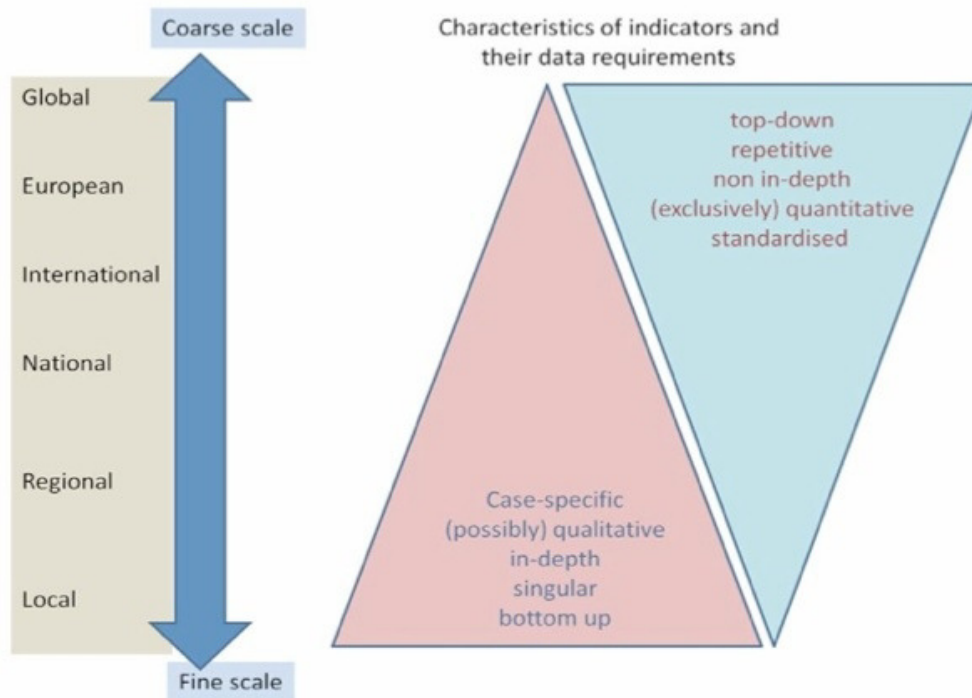 Coarse scale
Global
European
International
National
Regional
Local
Fine scale
Characteristics of indicators and
their data requirements
top-down
repetitive
non in-depth
(exclusively) quantitative
standardised
Case-specific
(possibly) qualitative
in-depth
singular
bottom up